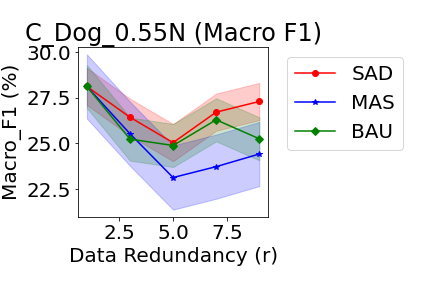 C_Dog_0.55N (Macro F1)
Macro_F1 (%)
30.0
27.5
25.0
22.5
2.5 5.0 7.5
Data Redundancy (r)
SAD
MAS
BAU